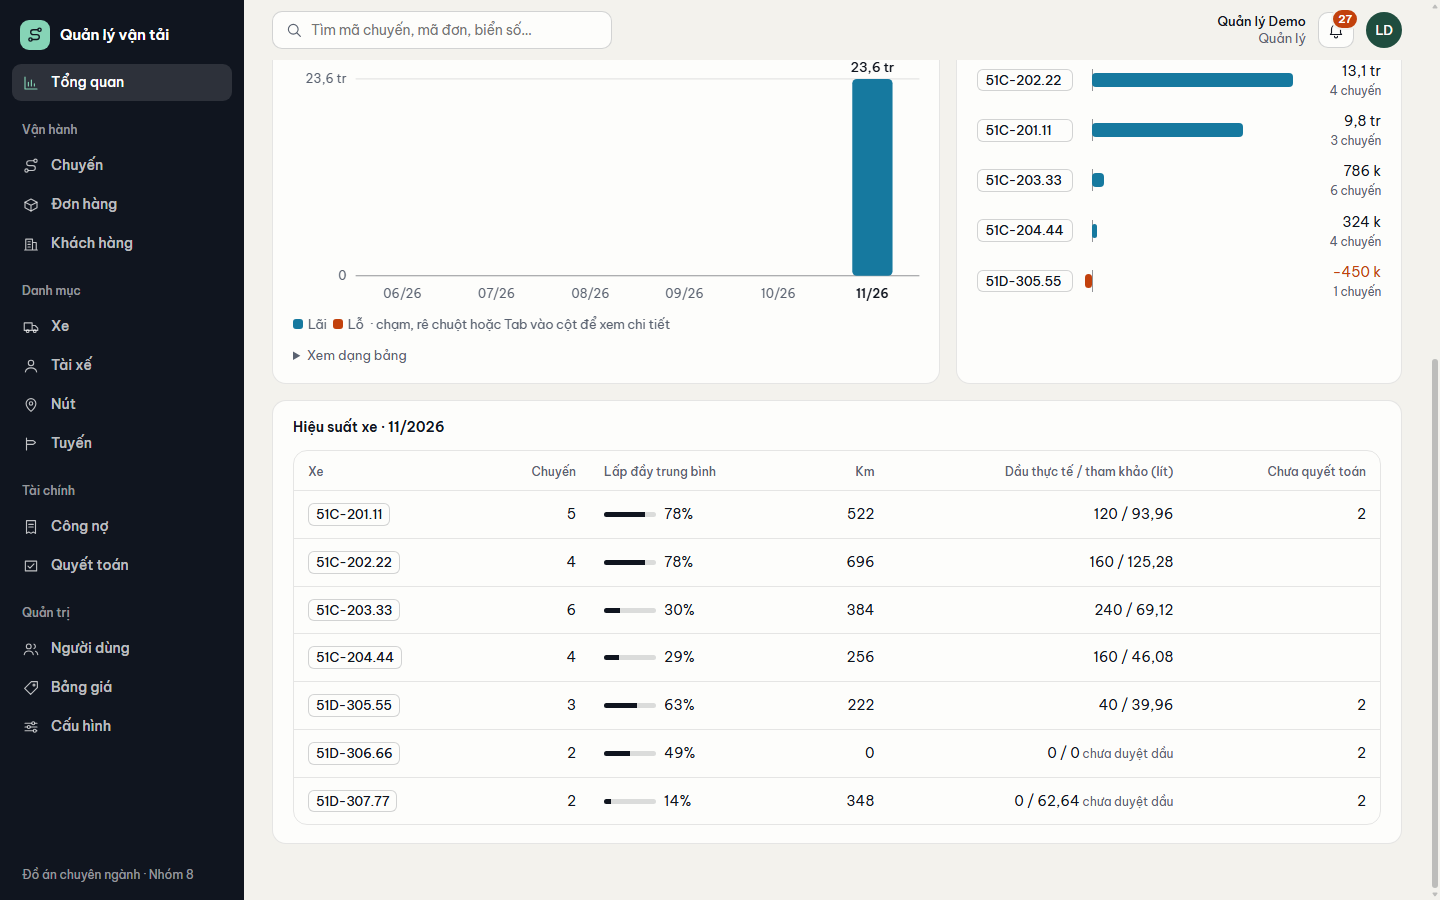 Quản lý vận tải
Tổng quan
Vận hành
Chuyến
Đơn hàng
Khách hàng
Danh mục
Xe
Tài xế
Nút
Tuyến
Tài chính
Công nợ
Quyết toán
Quản trị
Người dùng
Bảng giá
Cấu hình
Đồ án chuyên ngành · Nhóm 8
Tìm mã chuyến, mã đơn, biển số...
Quản lý Demo
Quản lý
27
LD
23,6 tr
23,6 tr
0
06/26 07/26 08/26 09/26 10/26 11/26
Lãi Lỗ · chạm, rê chuột hoặc Tab vào cột để xem chi tiết
Xem dạng bảng
51C-202.22 13,1 tr
4 chuyến
51C-201.11 9,8 tr
3 chuyến
51C-203.33 786 k
6 chuyến
51C-204.44 324 k
4 chuyến
51D-305.55 −450 k
1 chuyến
Hiệu suất xe · 11/2026
Xe Chuyến Lấp đầy trung bình Km Dầu thực tế / tham khảo (lít) Chưa quyết toán
51C-201.11 5 78% 522 120 / 93,96 2
51C-202.22 4 78% 696 160 / 125,28
51C-203.33 6 30% 384 240 / 69,12
51C-204.44 4 29% 256 160 / 46,08
51D-305.55 3 63% 222 40 / 39,96 2
51D-306.66 2 49% 0 0 / 0 chưa duyệt dầu 2
51D-307.77 2 14% 348 0 / 62,64 chưa duyệt dầu 2